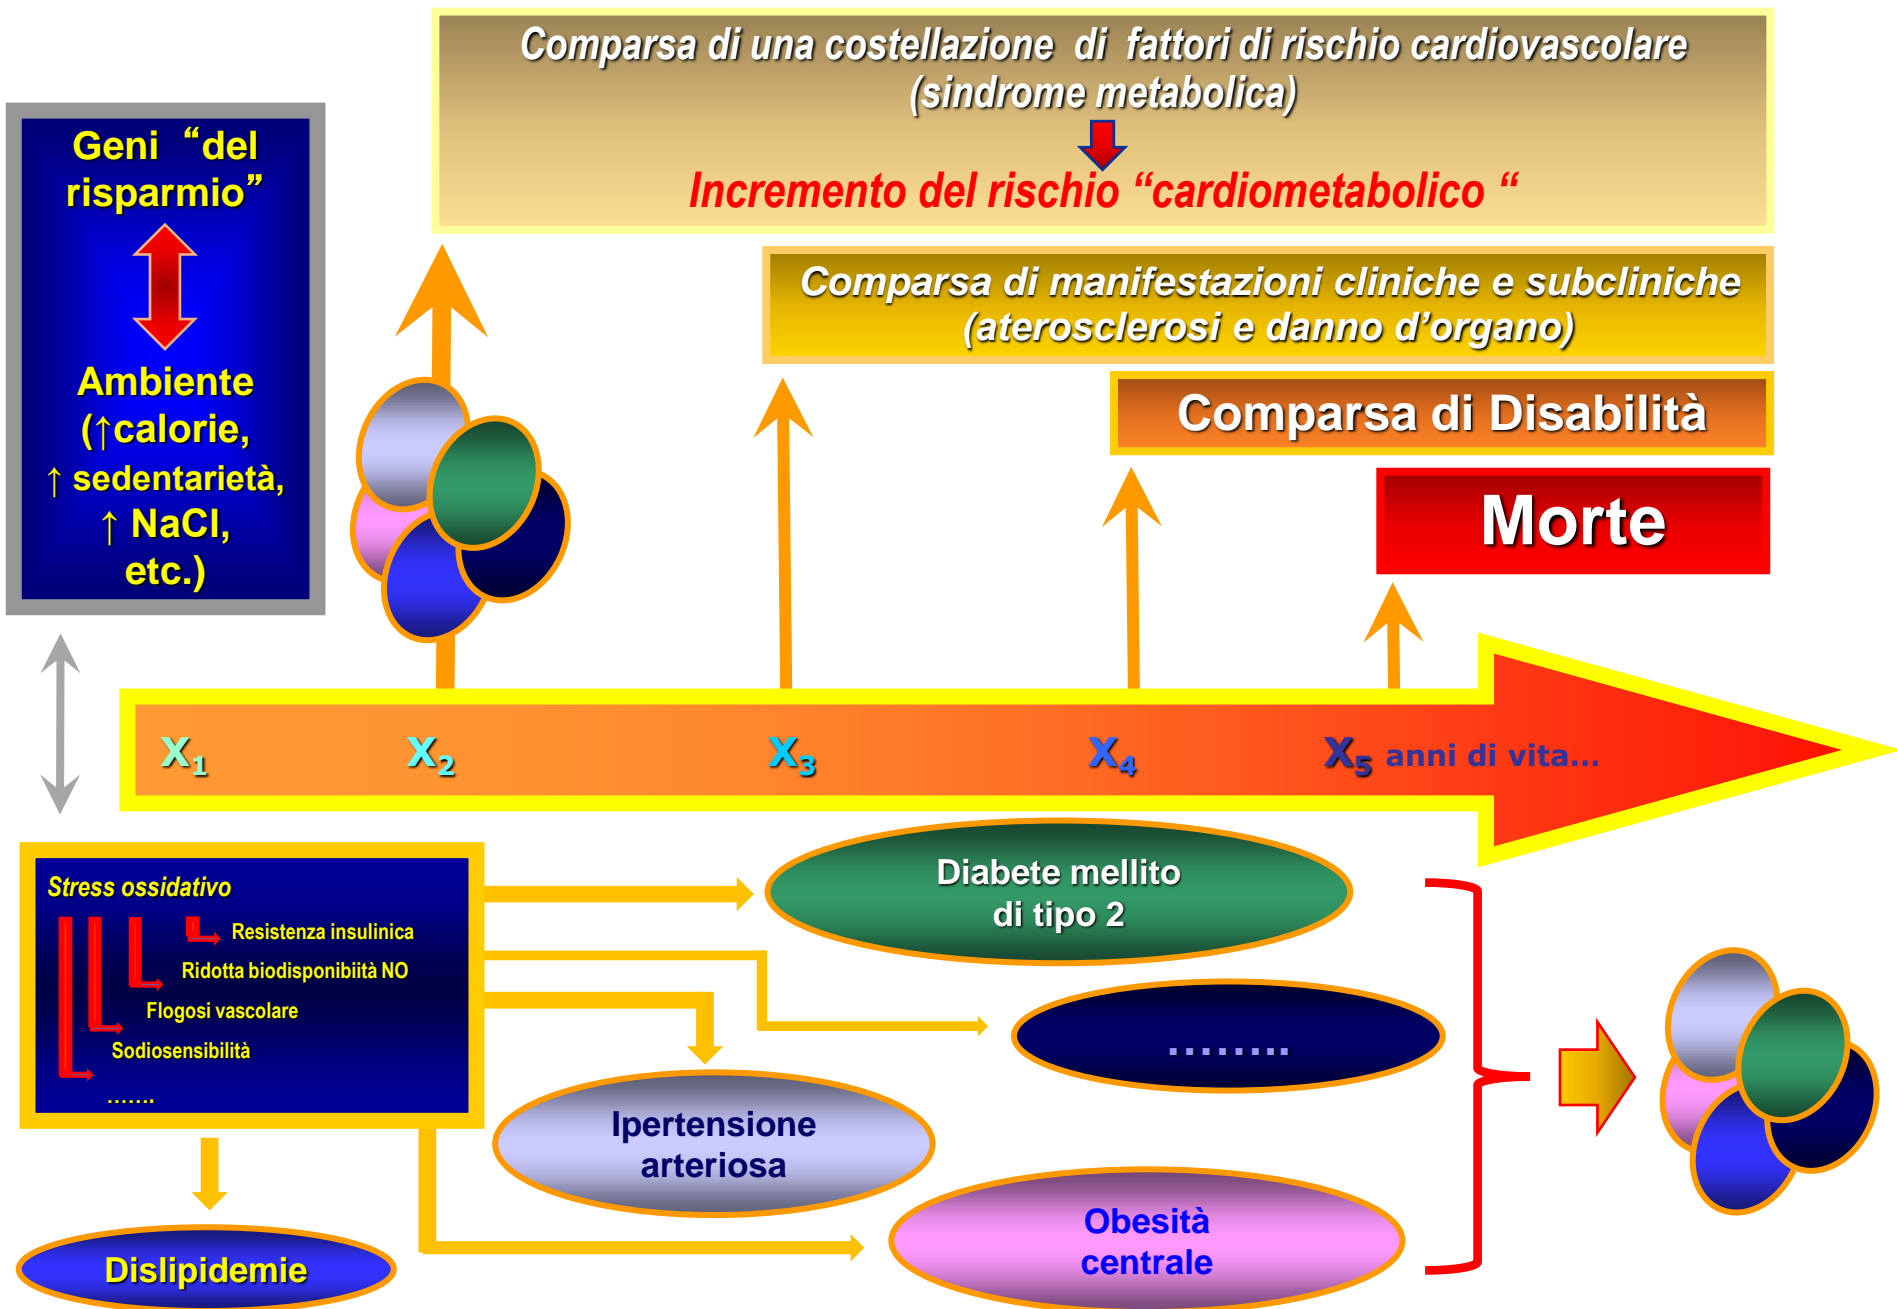 Comparsa di una costellazione di fattori di rischio cardiovascolare
(sindrome metabolica)
Incremento del rischio “cardiometabolico “
Geni “del
risparmio”
Ambiente
(↑calorie,
↑ sedentarietà,
↑ NaCl,
etc.)
Comparsa di manifestazioni cliniche e subcliniche
(aterosclerosi e danno d’organo)
Comparsa di Disabilità
Morte
X1 X2 X3 X4 X5 anni di vita...
Stress ossidativo
Resistenza insulinica
Ridotta biodisponibiità NO
Flogosi vascolare
Sodiosensibilità
.......
Diabete mellito
di tipo 2
........
Ipertensione
arteriosa
Obesità
centrale
Dislipidemie